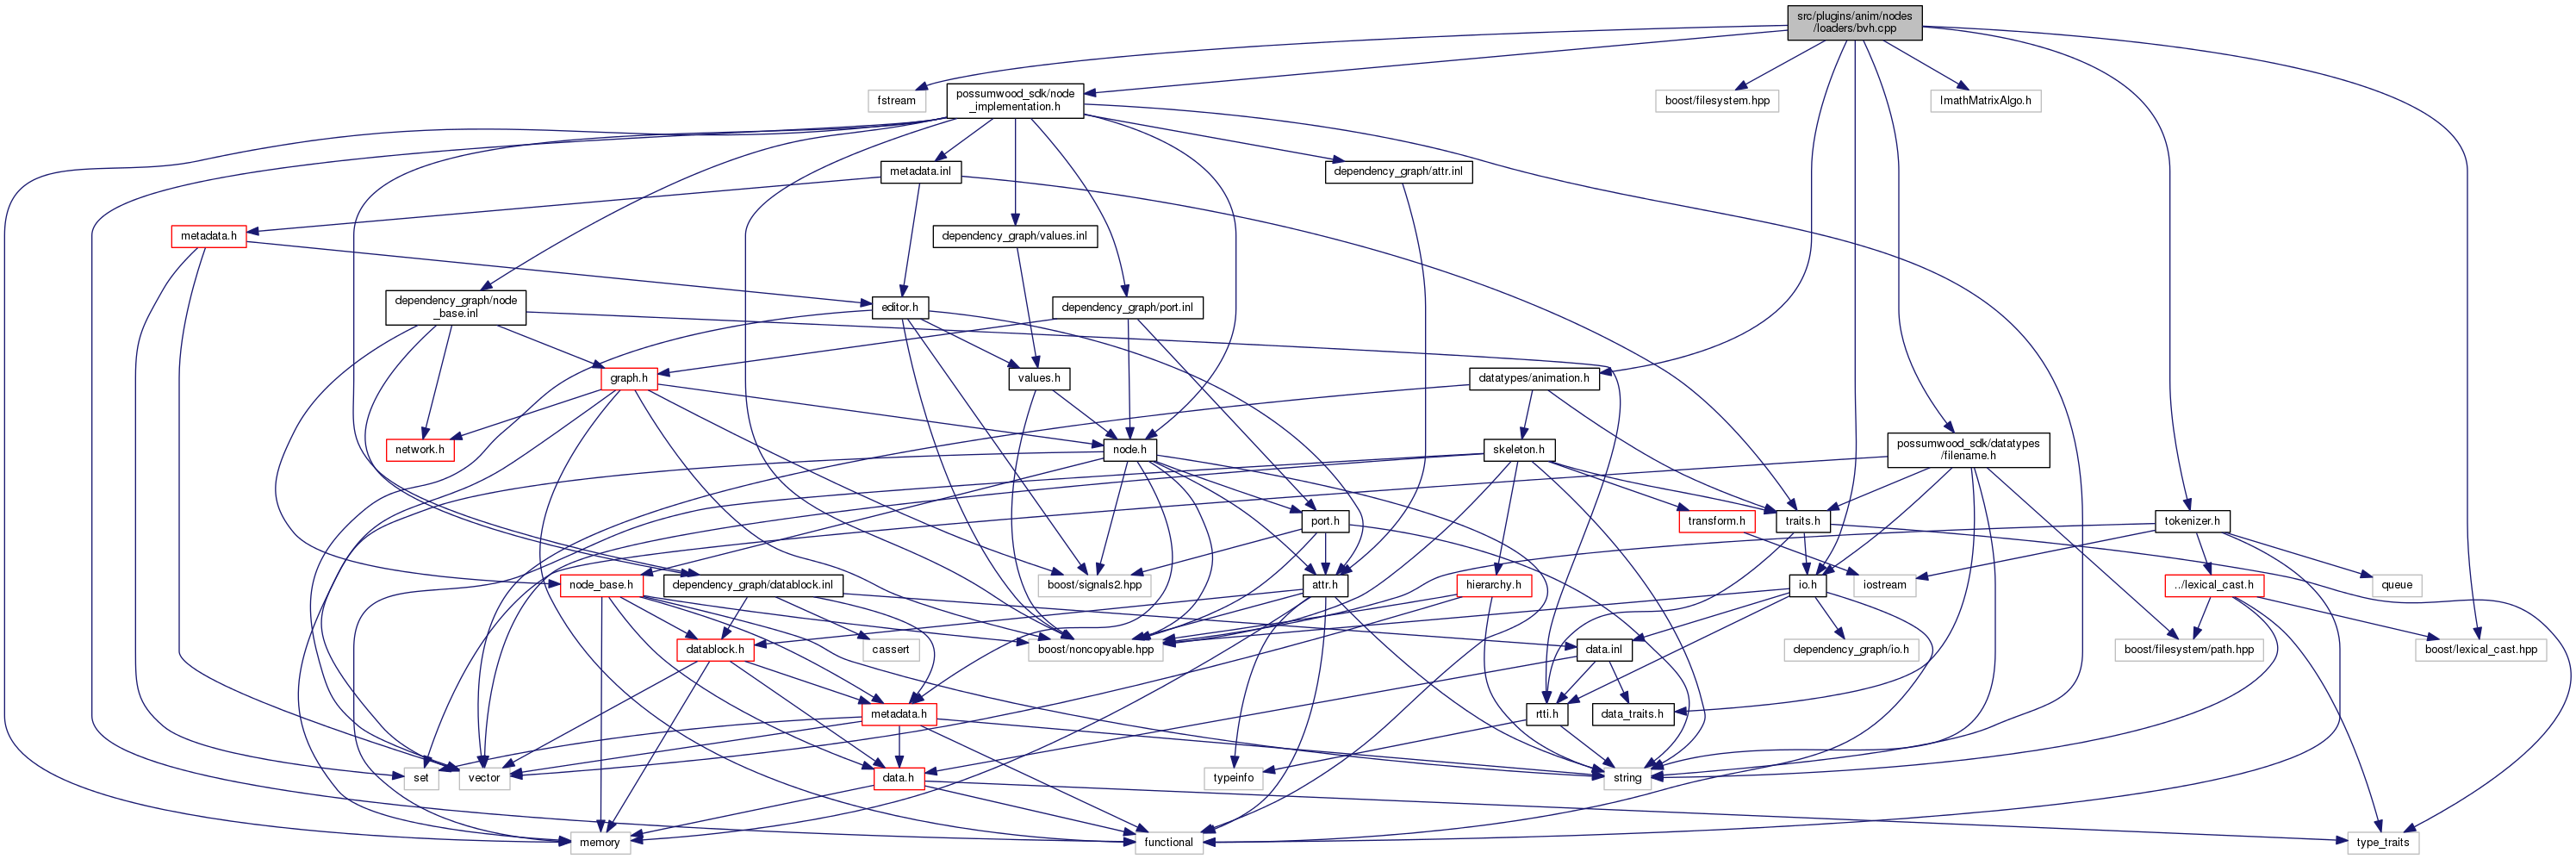 src/plugins/anim/nodes
/loaders/bvh.cpp
fstream
possumwood_sdk/node
_implementation.h
boost/filesystem.hpp
ImathMatrixAlgo.h
metadata.inl
dependency_graph/attr.inl
metadata.h
dependency_graph/values.inl
dependency_graph/node
_base.inl
editor.h
dependency_graph/port.inl
graph.h
values.h
datatypes/animation.h
network.h
node.h
skeleton.h
possumwood_sdk/datatypes
/filename.h
port.h
transform.h
traits.h
tokenizer.h
node_base.h
dependency_graph/datablock.inl
boost/signals2.hpp
attr.h
hierarchy.h
io.h
iostream
../lexical_cast.h
queue
datablock.h
cassert
boost/noncopyable.hpp
data.inl
dependency_graph/io.h
boost/filesystem/path.hpp
boost/lexical_cast.hpp
metadata.h
rtti.h
data_traits.h
set
vector
data.h
typeinfo
string
memory
functional
type_traits